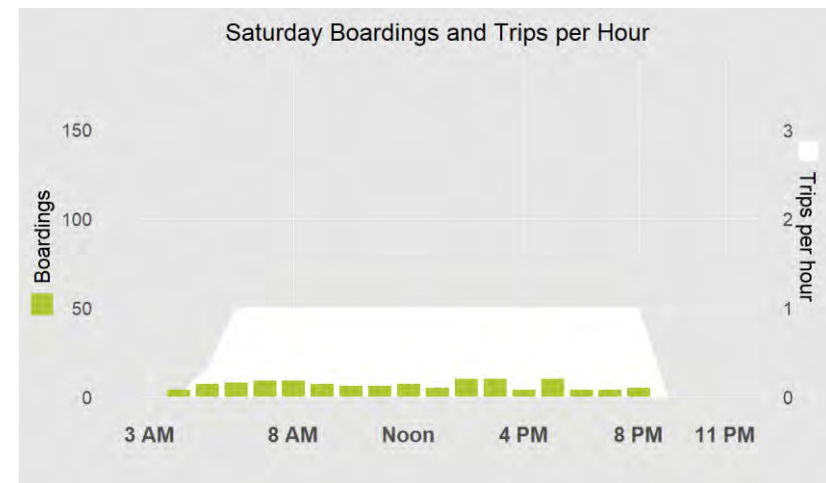 Saturday Boardings and Trips per Hour
150
100
50
0
Boardings
3
2
1
0
Trips per hour
3 AM 8 AM Noon 4 PM 8 PM 11 PM